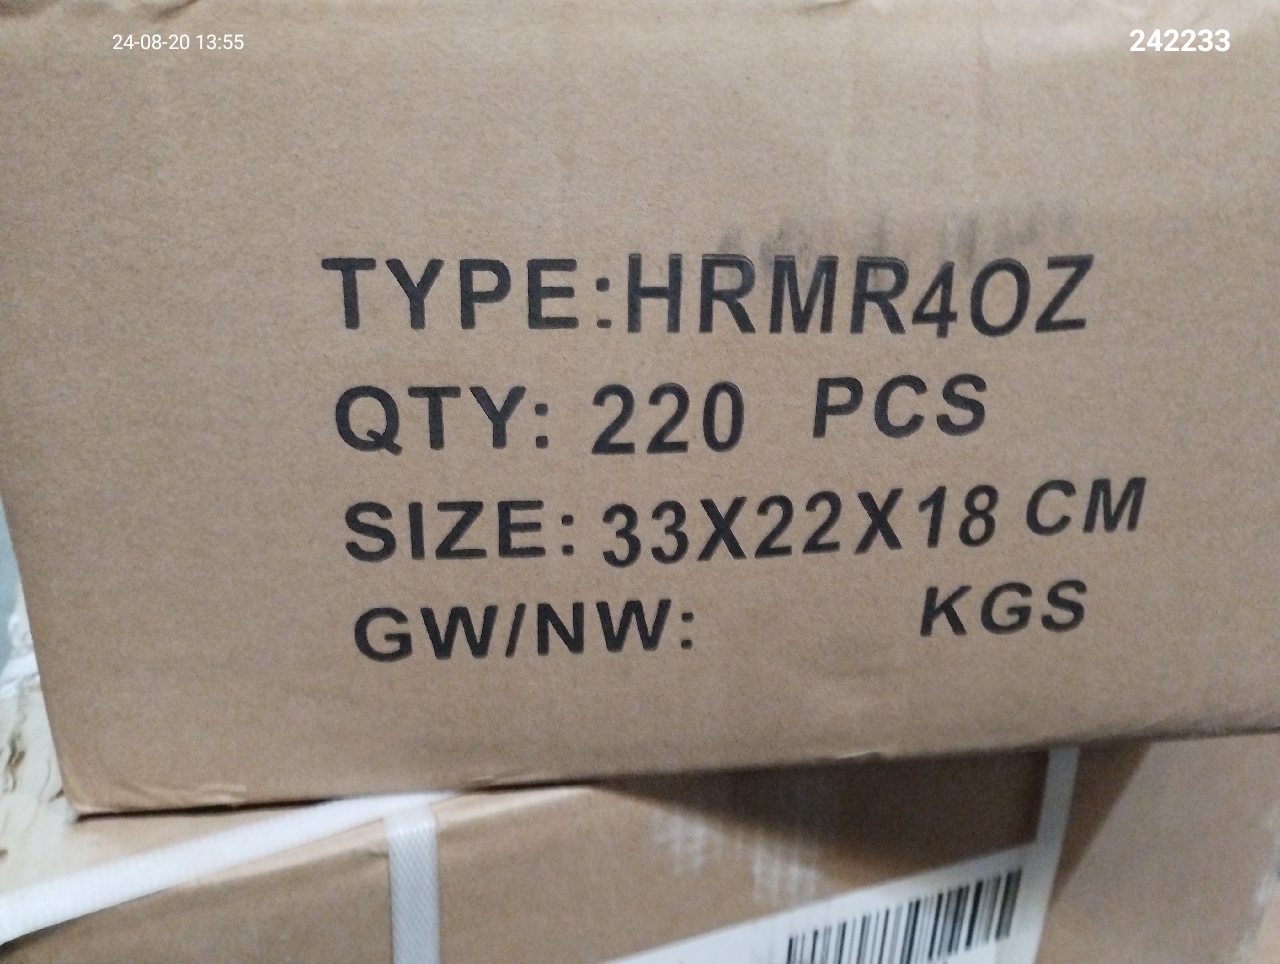 24-08-20 13:55
242233
TYPE:HRMR4OZ
QTY: 220 PCS
SIZE: 33X22X18 CM
GW/NW: KGS